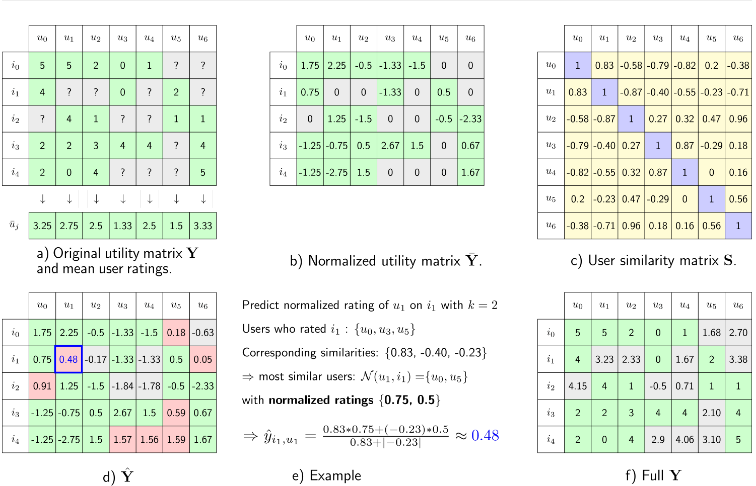 u0 u1 u2 u3 u4 u5 u6
i0 5 5 2 0 1 ? ?
i1 4 ? ? 0 ? 2 ?
i2 ? 4 1 ? ? 1 1
i3 2 2 3 4 4 ? 4
i4 2 0 4 ? ? ? 5
↓ ↓ ↓ ↓ ↓ ↓ ↓
ūj 3.25 2.75 2.5 1.33 2.5 1.5 3.33
a) Original utility matrix Y
and mean user ratings.
u0 u1 u2 u3 u4 u5 u6
i0 1.75 2.25 -0.5 -1.33 -1.5 0 0
i1 0.75 0 0 -1.33 0 0.5 0
i2 0 1.25 -1.5 0 0 -0.5 -2.33
i3 -1.25 -0.75 0.5 2.67 1.5 0 0.67
i4 -1.25 -2.75 1.5 0 0 0 1.67
b) Normalized utility matrix Ȳ.
u0 u1 u2 u3 u4 u5 u6
u0 1 0.83 -0.58 -0.79 -0.82 0.2 -0.38
u1 0.83 1 -0.87 -0.40 -0.55 -0.23 -0.71
u2 -0.58 -0.87 1 0.27 0.32 0.47 0.96
u3 -0.79 -0.40 0.27 1 0.87 -0.29 0.18
u4 -0.82 -0.55 0.32 0.87 1 0 0.16
u5 0.2 -0.23 0.47 -0.29 0 1 0.56
u6 -0.38 -0.71 0.96 0.18 0.16 0.56 1
c) User similarity matrix S.
u0 u1 u2 u3 u4 u5 u6
i0 1.75 2.25 -0.5 -1.33 -1.5 0.18 -0.63
i1 0.75 0.48 -0.17 -1.33 -1.33 0.5 0.05
i2 0.91 1.25 -1.5 -1.84 -1.78 -0.5 -2.33
i3 -1.25 -0.75 0.5 2.67 1.5 0.59 0.67
i4 -1.25 -2.75 1.5 1.57 1.56 1.59 1.67
d) Ŷ
Predict normalized rating of u1 on i1 with k = 2
Users who rated i1 : {u0, u3, u5}
Corresponding similarities: {0.83, -0.40, -0.23}
⇒ most similar users: N(u1, i1) ={u0, u5}
with normalized ratings {0.75, 0.5}
⇒ ŷi1,u1 = 0.83*0.75+(−0.23)*0.5 / 0.83+|−0.23| ≈ 0.48
e) Example
u0 u1 u2 u3 u4 u5 u6
i0 5 5 2 0 1 1.68 2.70
i1 4 3.23 2.33 0 1.67 2 3.38
i2 4.15 4 1 -0.5 0.71 1 1
i3 2 2 3 4 4 2.10 4
i4 2 0 4 2.9 4.06 3.10 5
f) Full Y